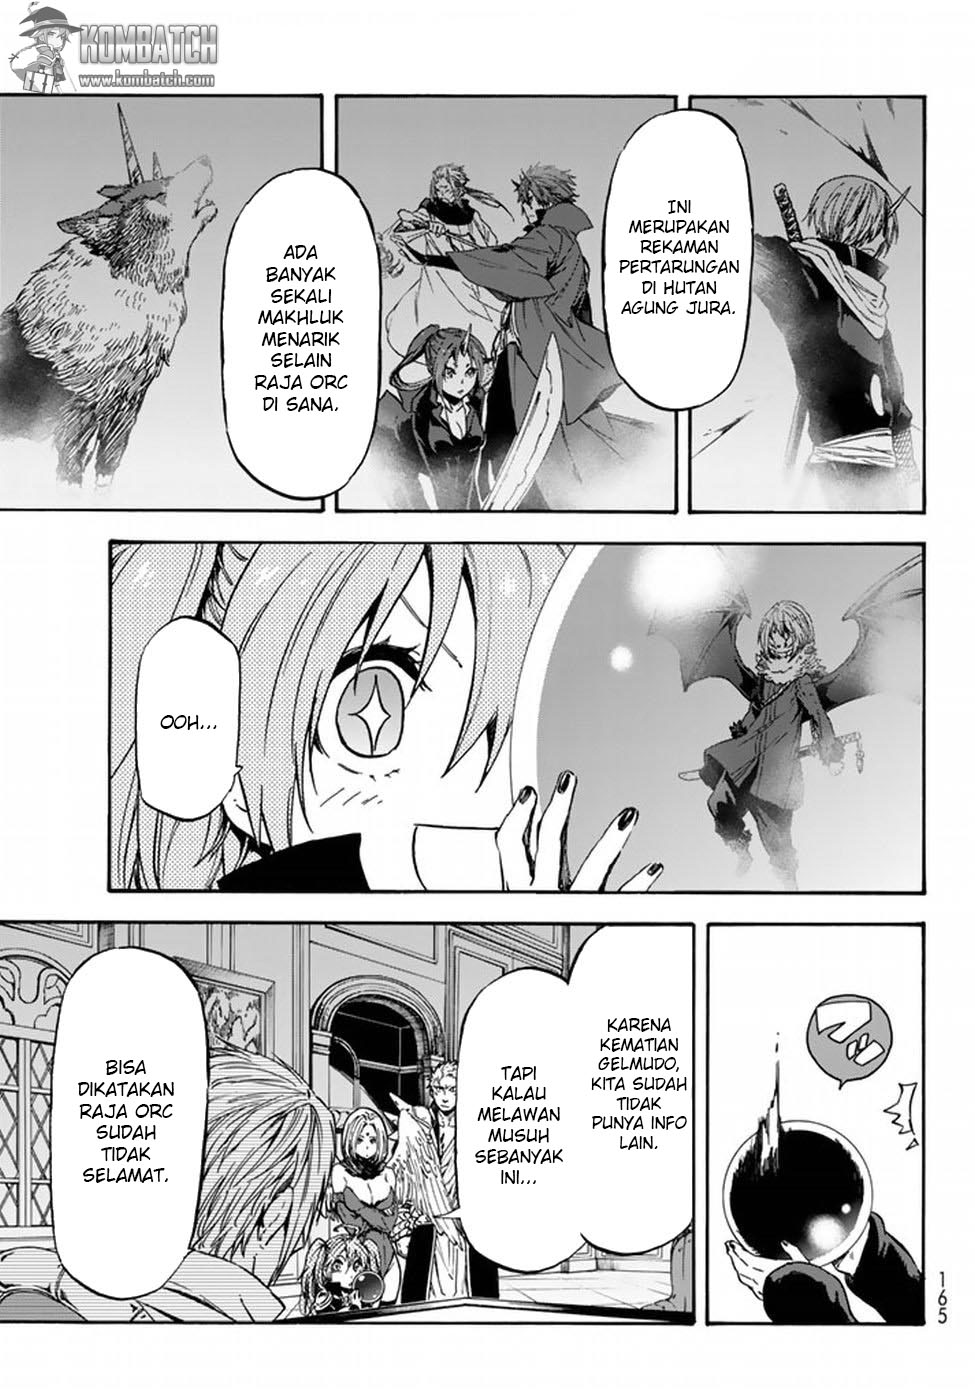 KOMBATCH
www.kombatch.com
INI
MERUPAKAN
REKAMAN
PERTARUNGAN
DI HUTAN
AGUNG JURA.
ADA
BANYAK
SEKALI
MAKHLUK
MENARIK
SELAIN
RAJA ORC
DI SANA.
OOH...
ブッ
KARENA
KEMATIAN
GELMUDO,
KITA SUDAH
TIDAK
PUNYA INFO
LAIN.
TAPI
KALAU
MELAWAN
MUSUH
SEBANYAK
INI...
BISA
DIKATAKAN
RAJA ORC
SUDAH
TIDAK
SELAMAT.
165